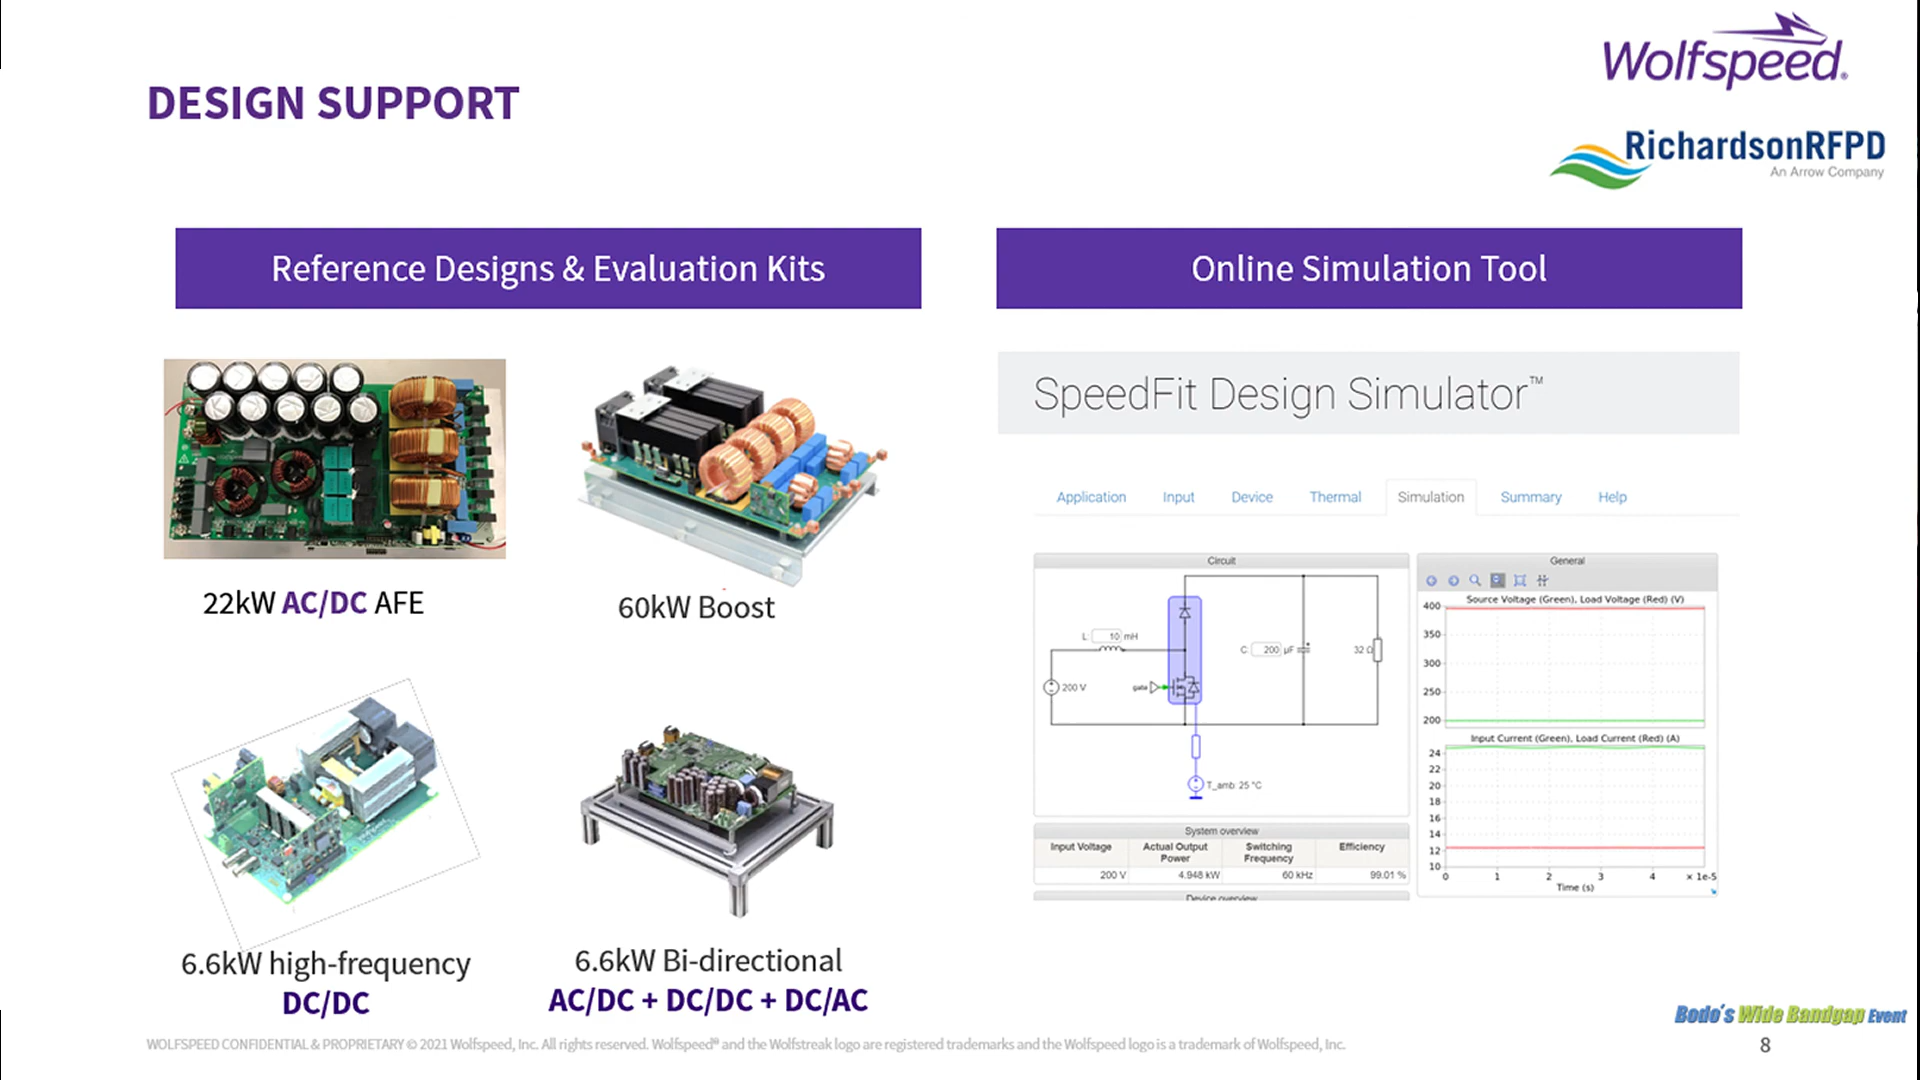 Wolfspeed®
DESIGN SUPPORT
RichardsonRFPD
An Arrow Company
Reference Designs & Evaluation Kits
Online Simulation Tool
SpeedFit Design Simulator™
Application Input Device Thermal Simulation Summary Help
Circuit
L: 10 mH
C: 200 µF
32 Ω
200 V
gate
T_amb: 25 °C
General
Source Voltage (Green), Load Voltage (Red) (V)
400
350
300
250
200
Input Current (Green), Load Current (Red) (A)
24
22
20
18
16
14
12
10
0 1 2 3 4 × 1e-5
Time (s)
System overview
Input Voltage Actual Output Power Switching Frequency Efficiency
200 V 4.948 kW 60 kHz 99.01 %
Device overview
22kW AC/DC AFE
60kW Boost
6.6kW high-frequency
DC/DC
6.6kW Bi-directional
AC/DC + DC/DC + DC/AC
Bodo's Wide Bandgap Event
WOLFSPEED CONFIDENTIAL & PROPRIETARY © 2021 Wolfspeed, Inc. All rights reserved. Wolfspeed® and the Wolfstreak logo are registered trademarks and the Wolfspeed logo is a trademark of Wolfspeed, Inc.
8